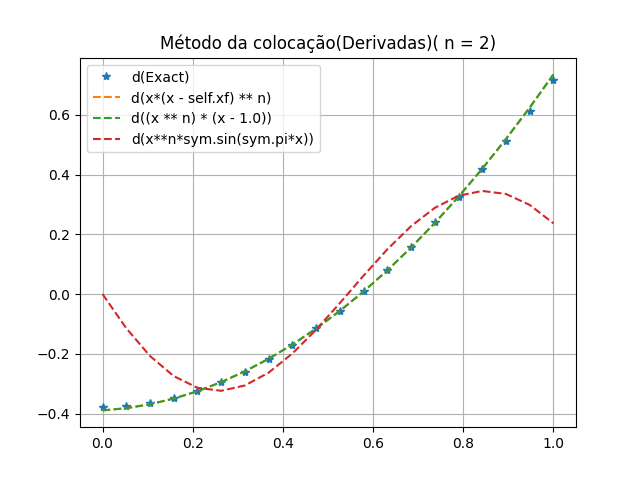 Método da colocação(Derivadas)( n = 2)
d(Exact)
d(x*(x - self.xf) ** n)
d((x ** n) * (x - 1.0))
d(x**n*sym.sin(sym.pi*x))
0.6
0.4
0.2
0.0
−0.2
−0.4
0.0 0.2 0.4 0.6 0.8 1.0